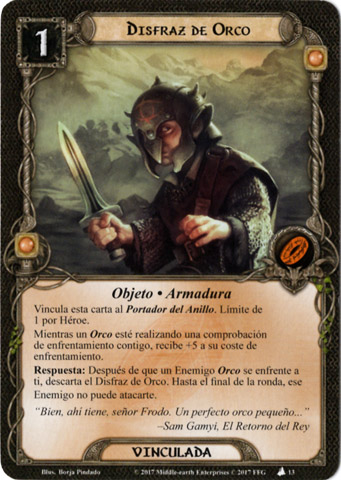 1
DISFRAZ DE ORCO
Objeto • Armadura
Vincula esta carta al Portador del Anillo. Límite de
1 por Héroe.
Mientras un Orco esté realizando una comprobación
de enfrentamiento contigo, recibe +5 a su coste de
enfrentamiento.
Respuesta: Después de que un Enemigo Orco se enfrente a
ti, descarta el Disfraz de Orco. Hasta el final de la ronda, ese
Enemigo no puede atacarte.
“Bien, ahí tiene, señor Frodo. Un perfecto orco pequeño...”
–Sam Gamyi, El Retorno del Rey
VINCULADA
Ilus. Borja Pindado
© 2017 Middle-earth Enterprises © 2017 FFG
13